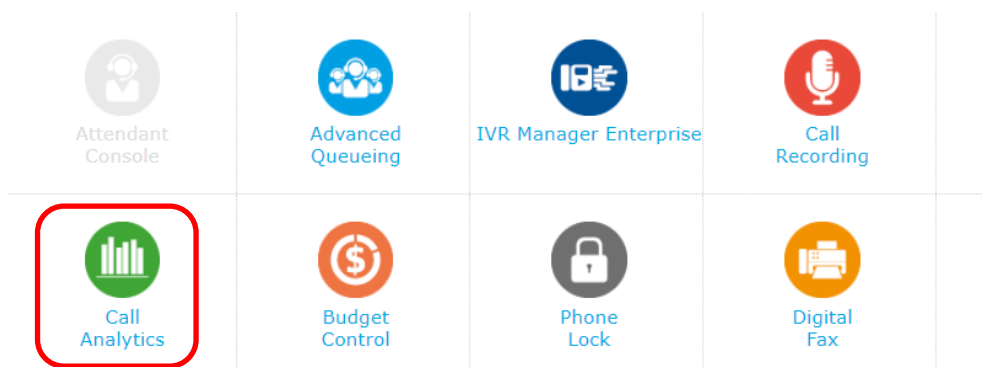 Attendant
Console
Advanced
Queueing
IVR Manager Enterprise
Call
Recording
Call
Analytics
Budget
Control
Phone
Lock
Digital
Fax